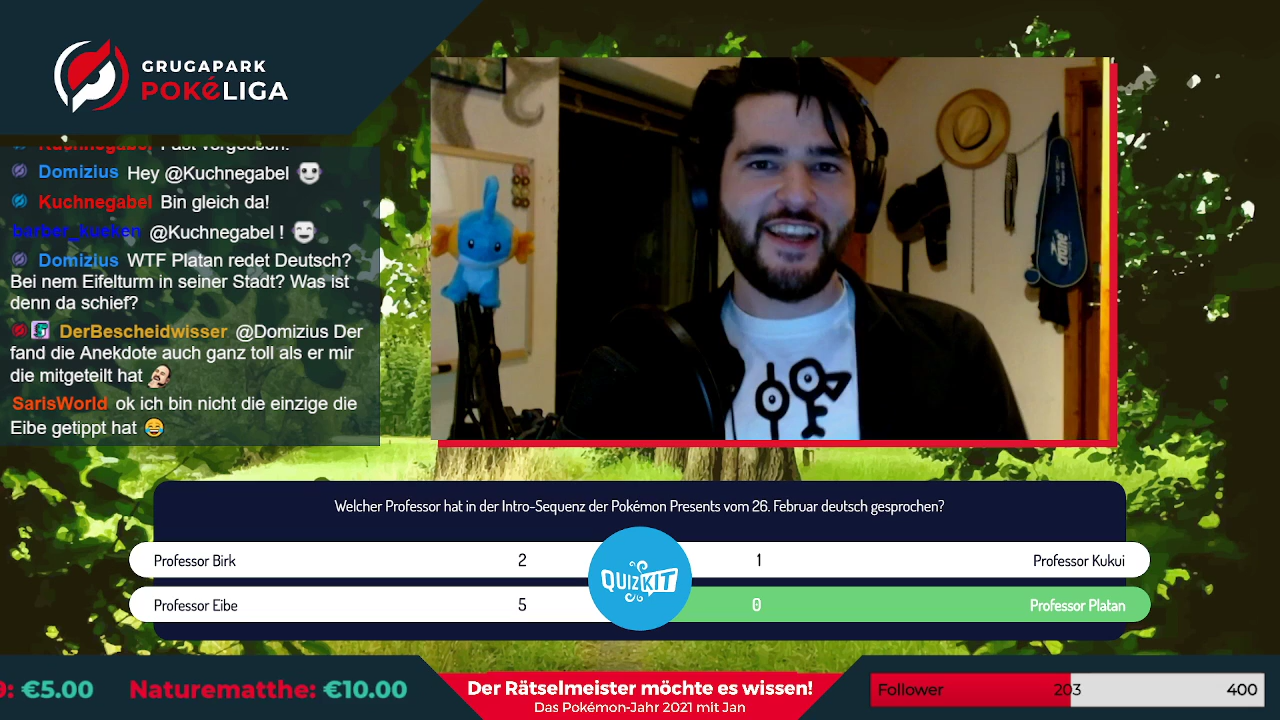 GRUGAPARK
POKéLIGA
Kuchnegabel Fast vergessen.
Domizius Hey @Kuchnegabel
Kuchnegabel Bin gleich da!
barber_kueken @Kuchnegabel !
Domizius WTF Platan redet Deutsch?
Bei nem Eifelturm in seiner Stadt? Was ist
denn da schief?
DerBescheidwisser @Domizius Der
fand die Anekdote auch ganz toll als er mir
die mitgeteilt hat
SarisWorld ok ich bin nicht die einzige die
Eibe getippt hat 😂
Welcher Professor hat in der Intro-Sequenz der Pokémon Presents vom 26. Februar deutsch gesprochen?
Professor Birk 2
1 Professor Kukui
Professor Eibe 5
0 Professor Platan
QUIZKIT
: €5.00 Naturematthe: €10.00
Der Rätselmeister möchte es wissen!
Das Pokémon-Jahr 2021 mit Jan
Follower 203 400